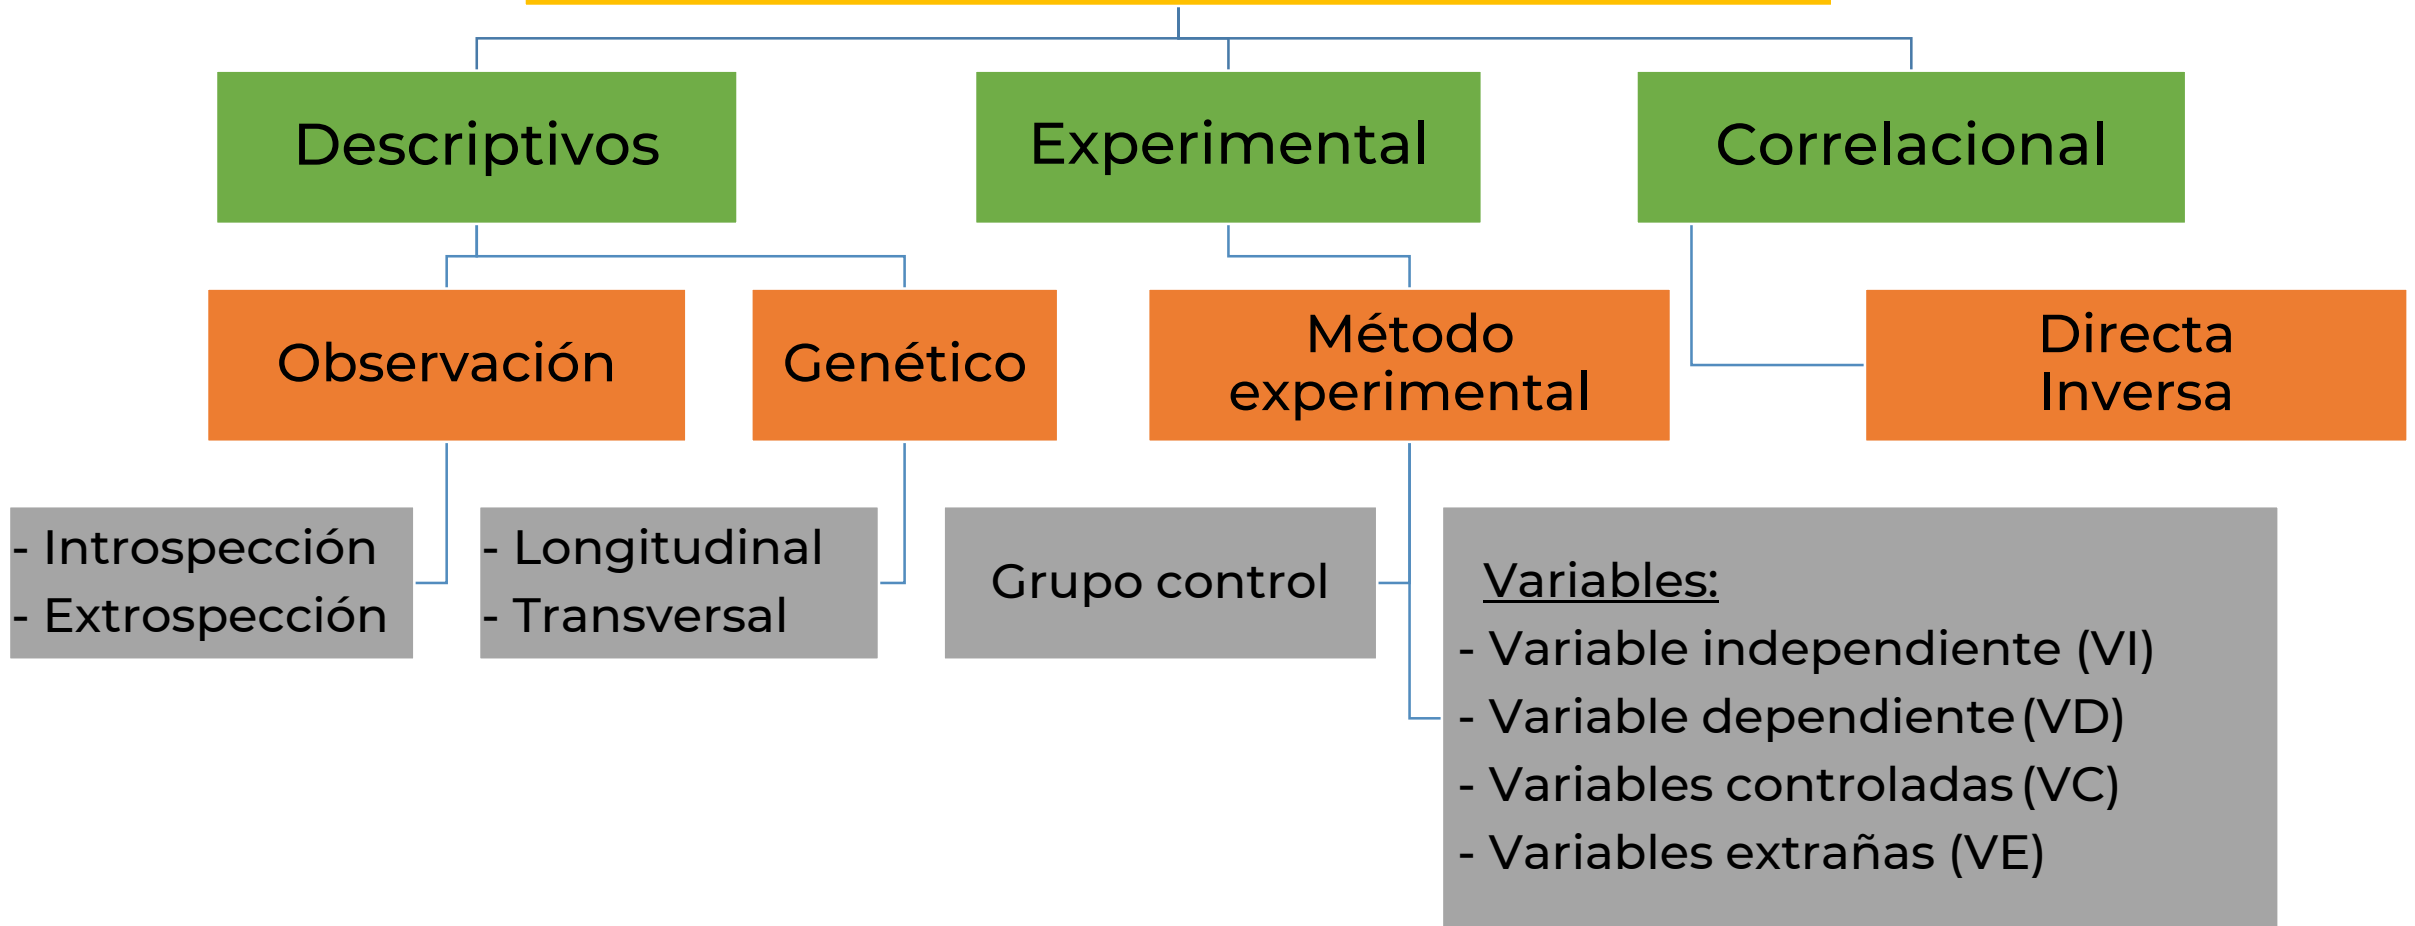 Descriptivos
Experimental
Correlacional
Observación
Genético
Método
experimental
Directa
Inversa
- Introspección
- Extrospección
- Longitudinal
- Transversal
Grupo control
Variables:
- Variable independiente (VI)
- Variable dependiente (VD)
- Variables controladas (VC)
- Variables extrañas (VE)